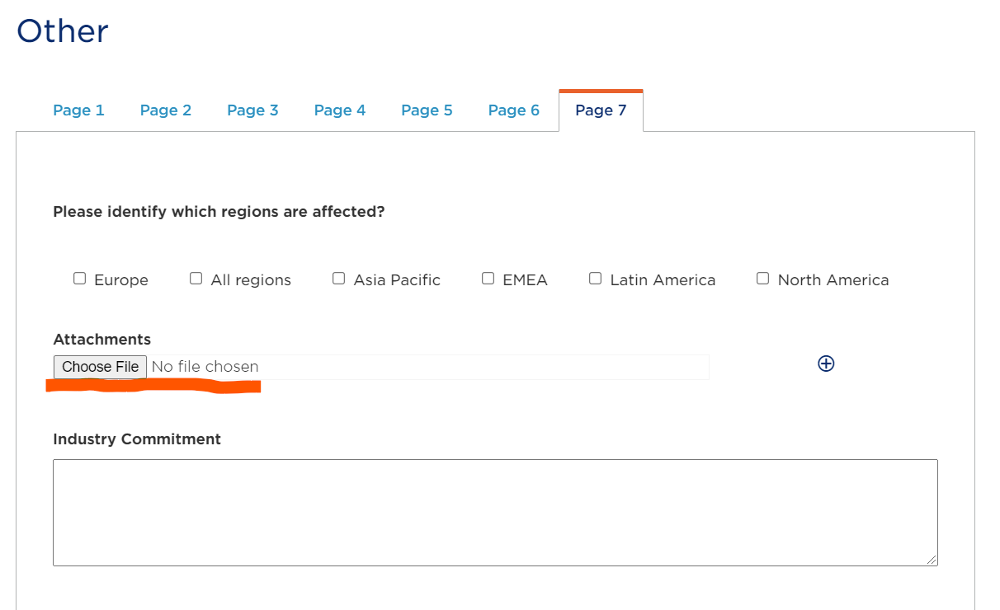 Other
Page 1 Page 2 Page 3 Page 4 Page 5 Page 6 Page 7
Please identify which regions are affected?
Europe All regions Asia Pacific EMEA Latin America North America
Attachments
Choose File No file chosen
Industry Commitment